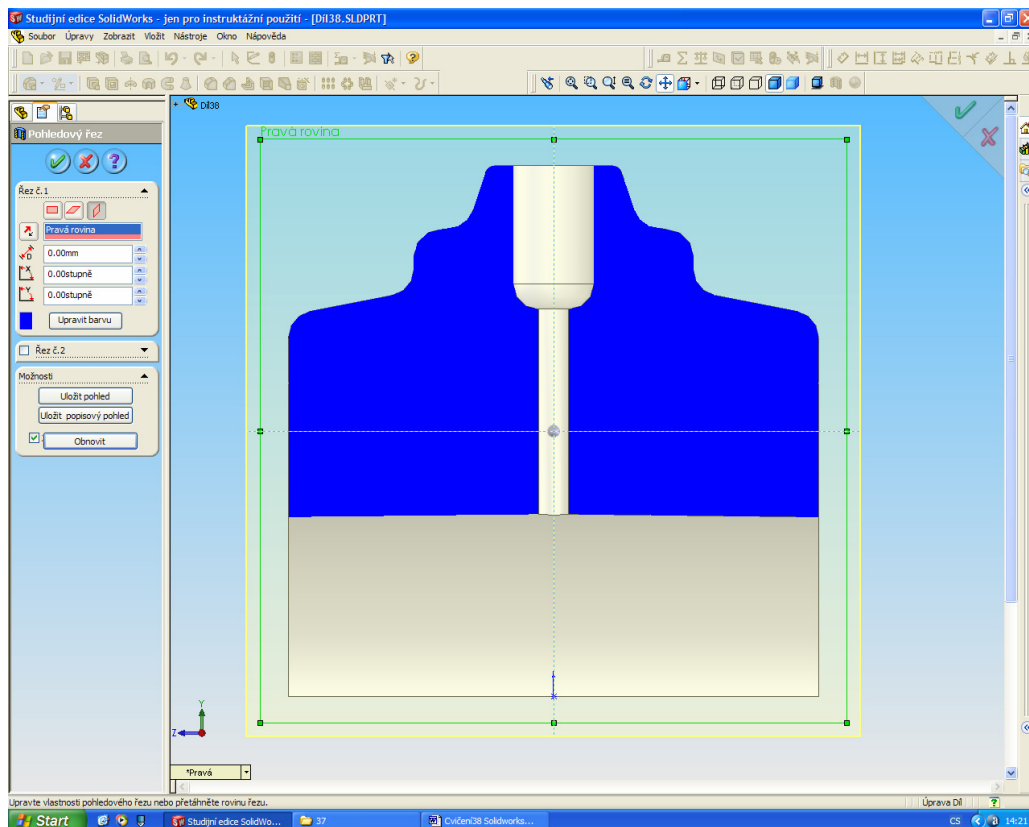 Studijní edice SolidWorks - jen pro instruktážní použití - [Díl38.SLDPRT]
Soubor Úpravy Zobrazit Vložit Nástroje Okno Nápověda
Díl38
Pohledový řez
Řez č.1
Pravá rovina
0.00mm
0.00stupně
0.00stupně
Upravit barvu
Řez č.2
Možnosti
Uložit pohled
Uložit popisový pohled
Obnovit
Pravá rovina
Y
Z
*Pravá
Upravte vlastnosti pohledového řezu nebo přetáhněte rovinu řezu.
Úprava Díl
Start
Studijní edice SolidWo...
37
Cvičení38 Solidworks...
CS
14:21